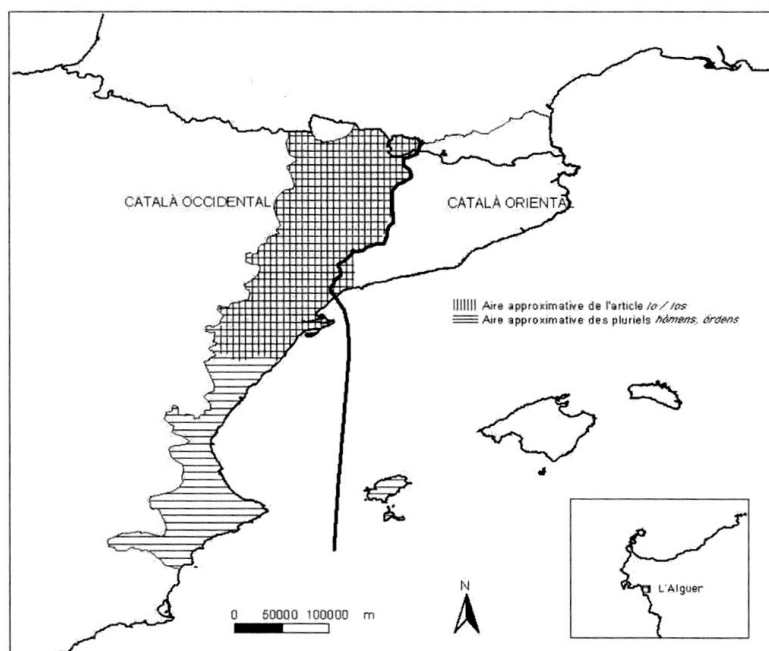 CATALÀ OCCIDENTAL
CATALÀ ORIENTAL
Aire approximative de l'article lo / los
Aire approximative des pluriels hòmens, órdens
L'Alguer
N
0 50000 100000 m